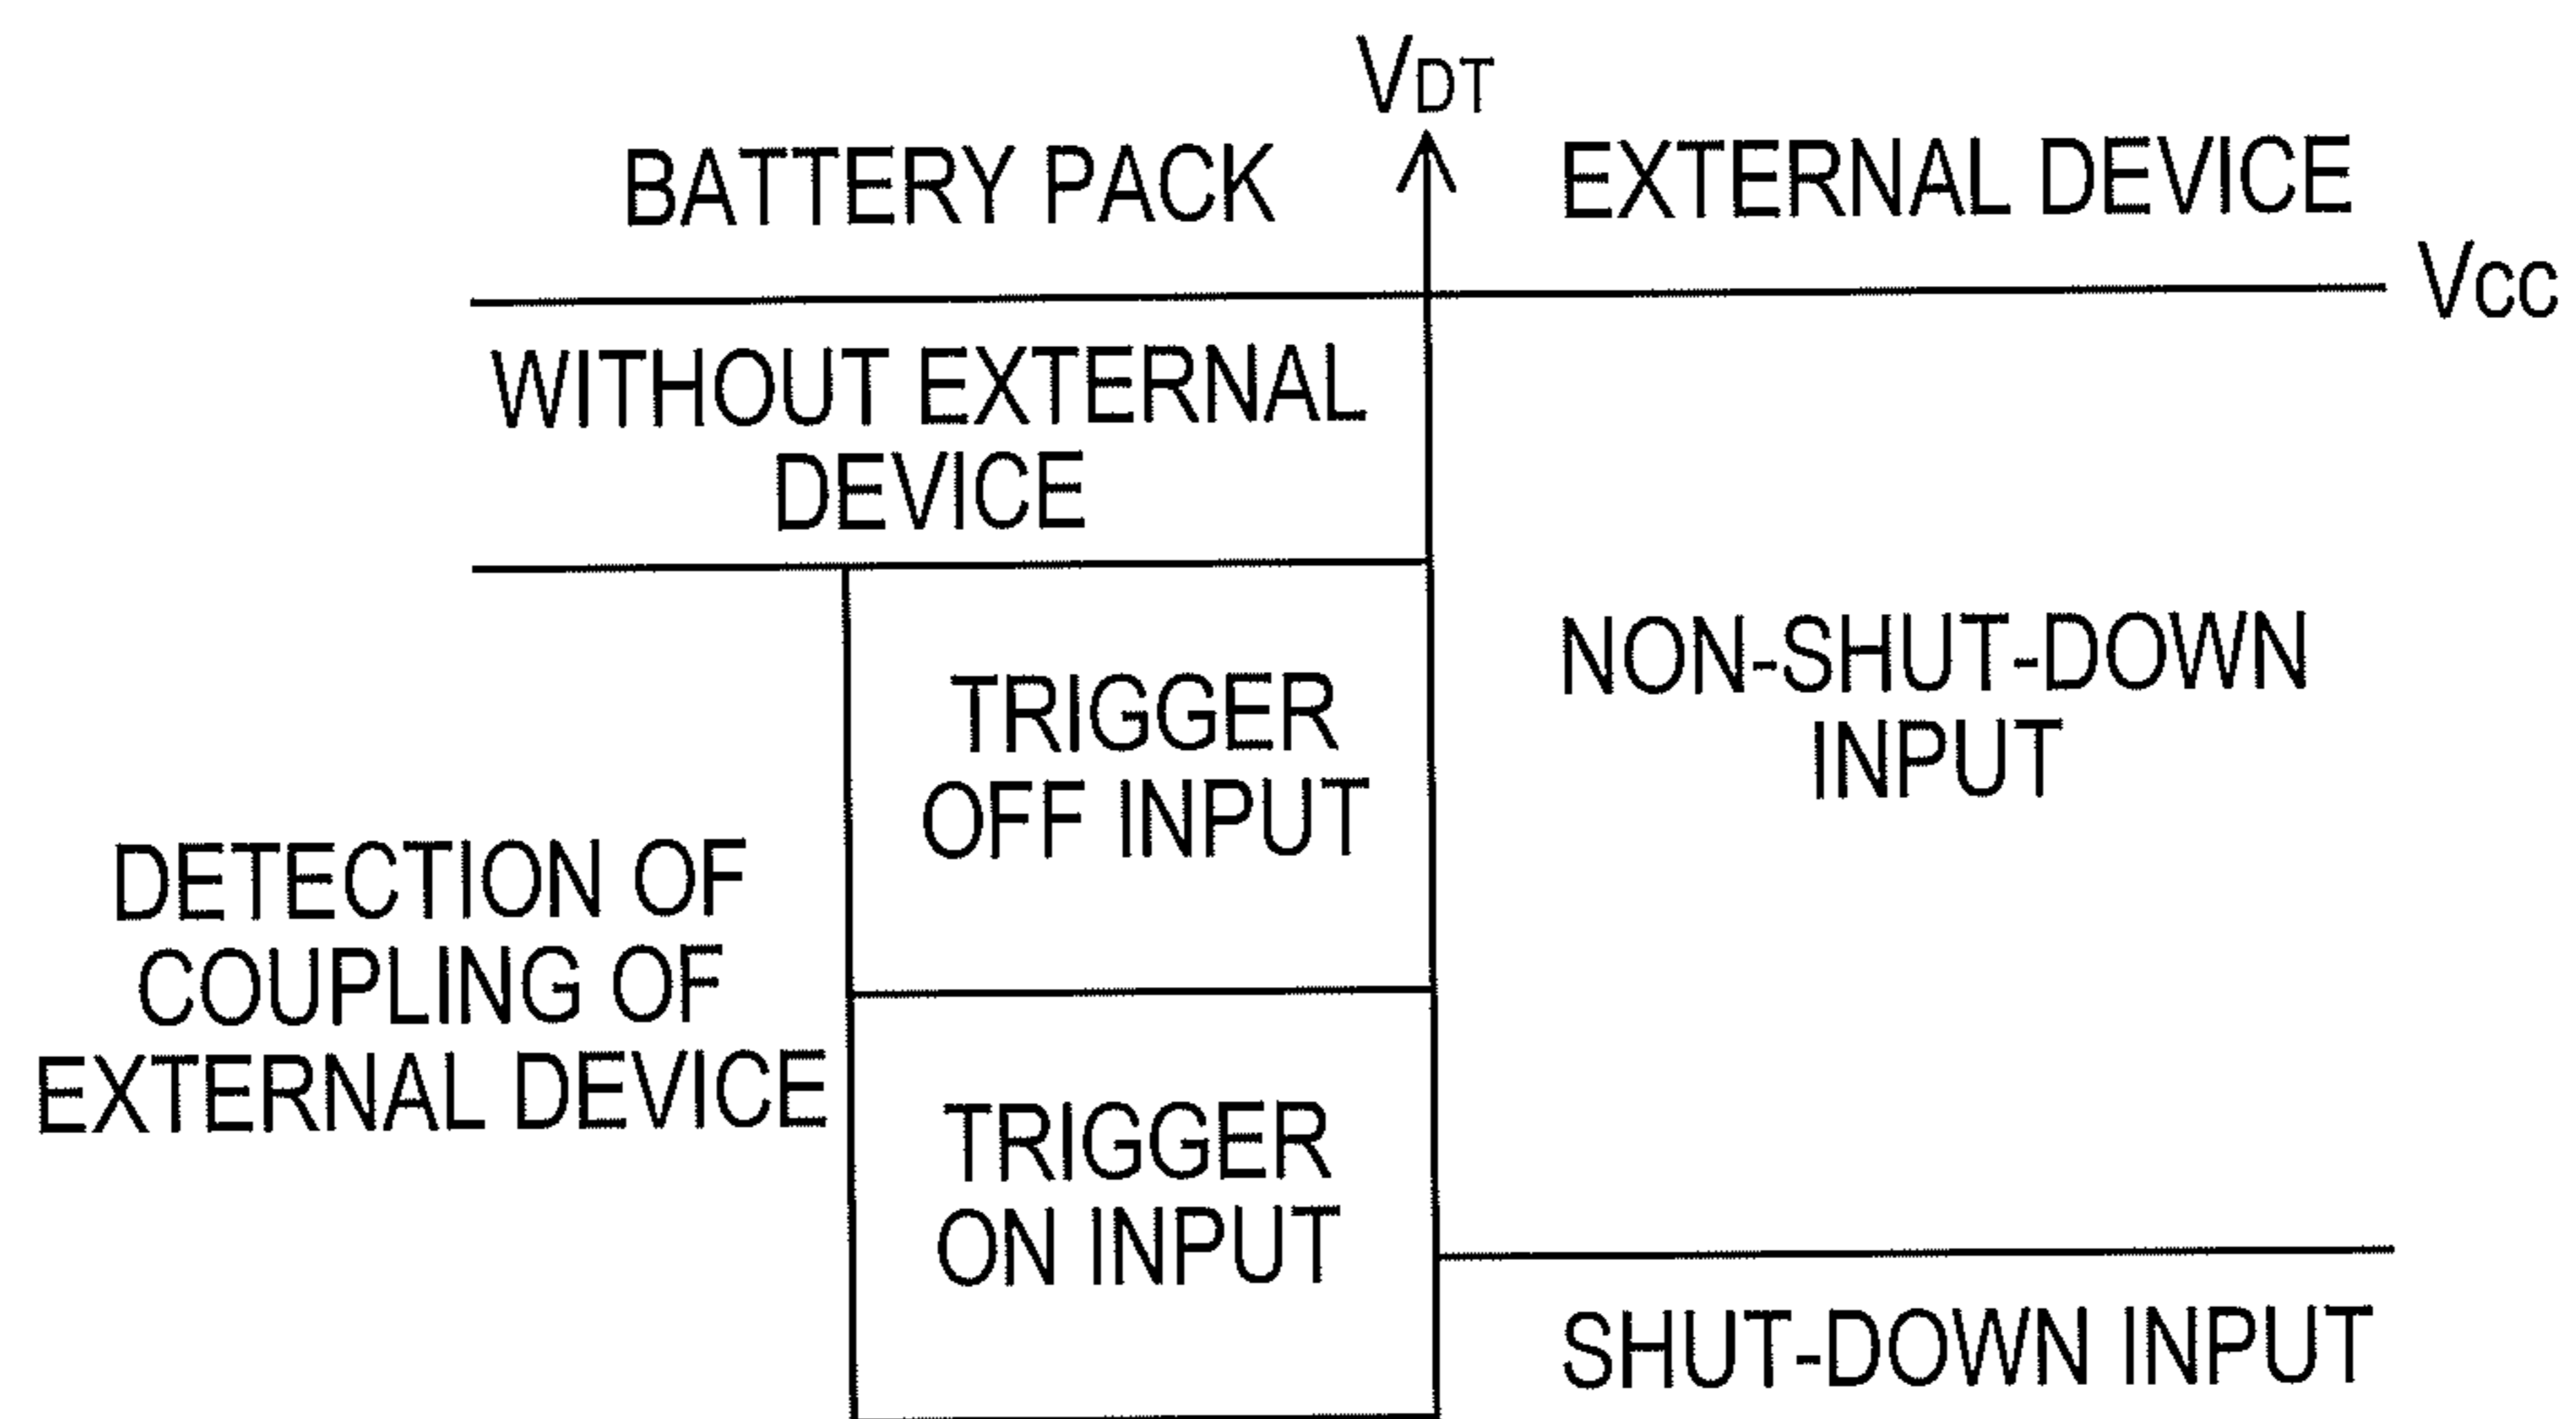 VDT
BATTERY PACK
EXTERNAL DEVICE
VCC
WITHOUT EXTERNAL
DEVICE
TRIGGER
OFF INPUT
NON-SHUT-DOWN
INPUT
DETECTION OF
COUPLING OF
EXTERNAL DEVICE
TRIGGER
ON INPUT
SHUT-DOWN INPUT